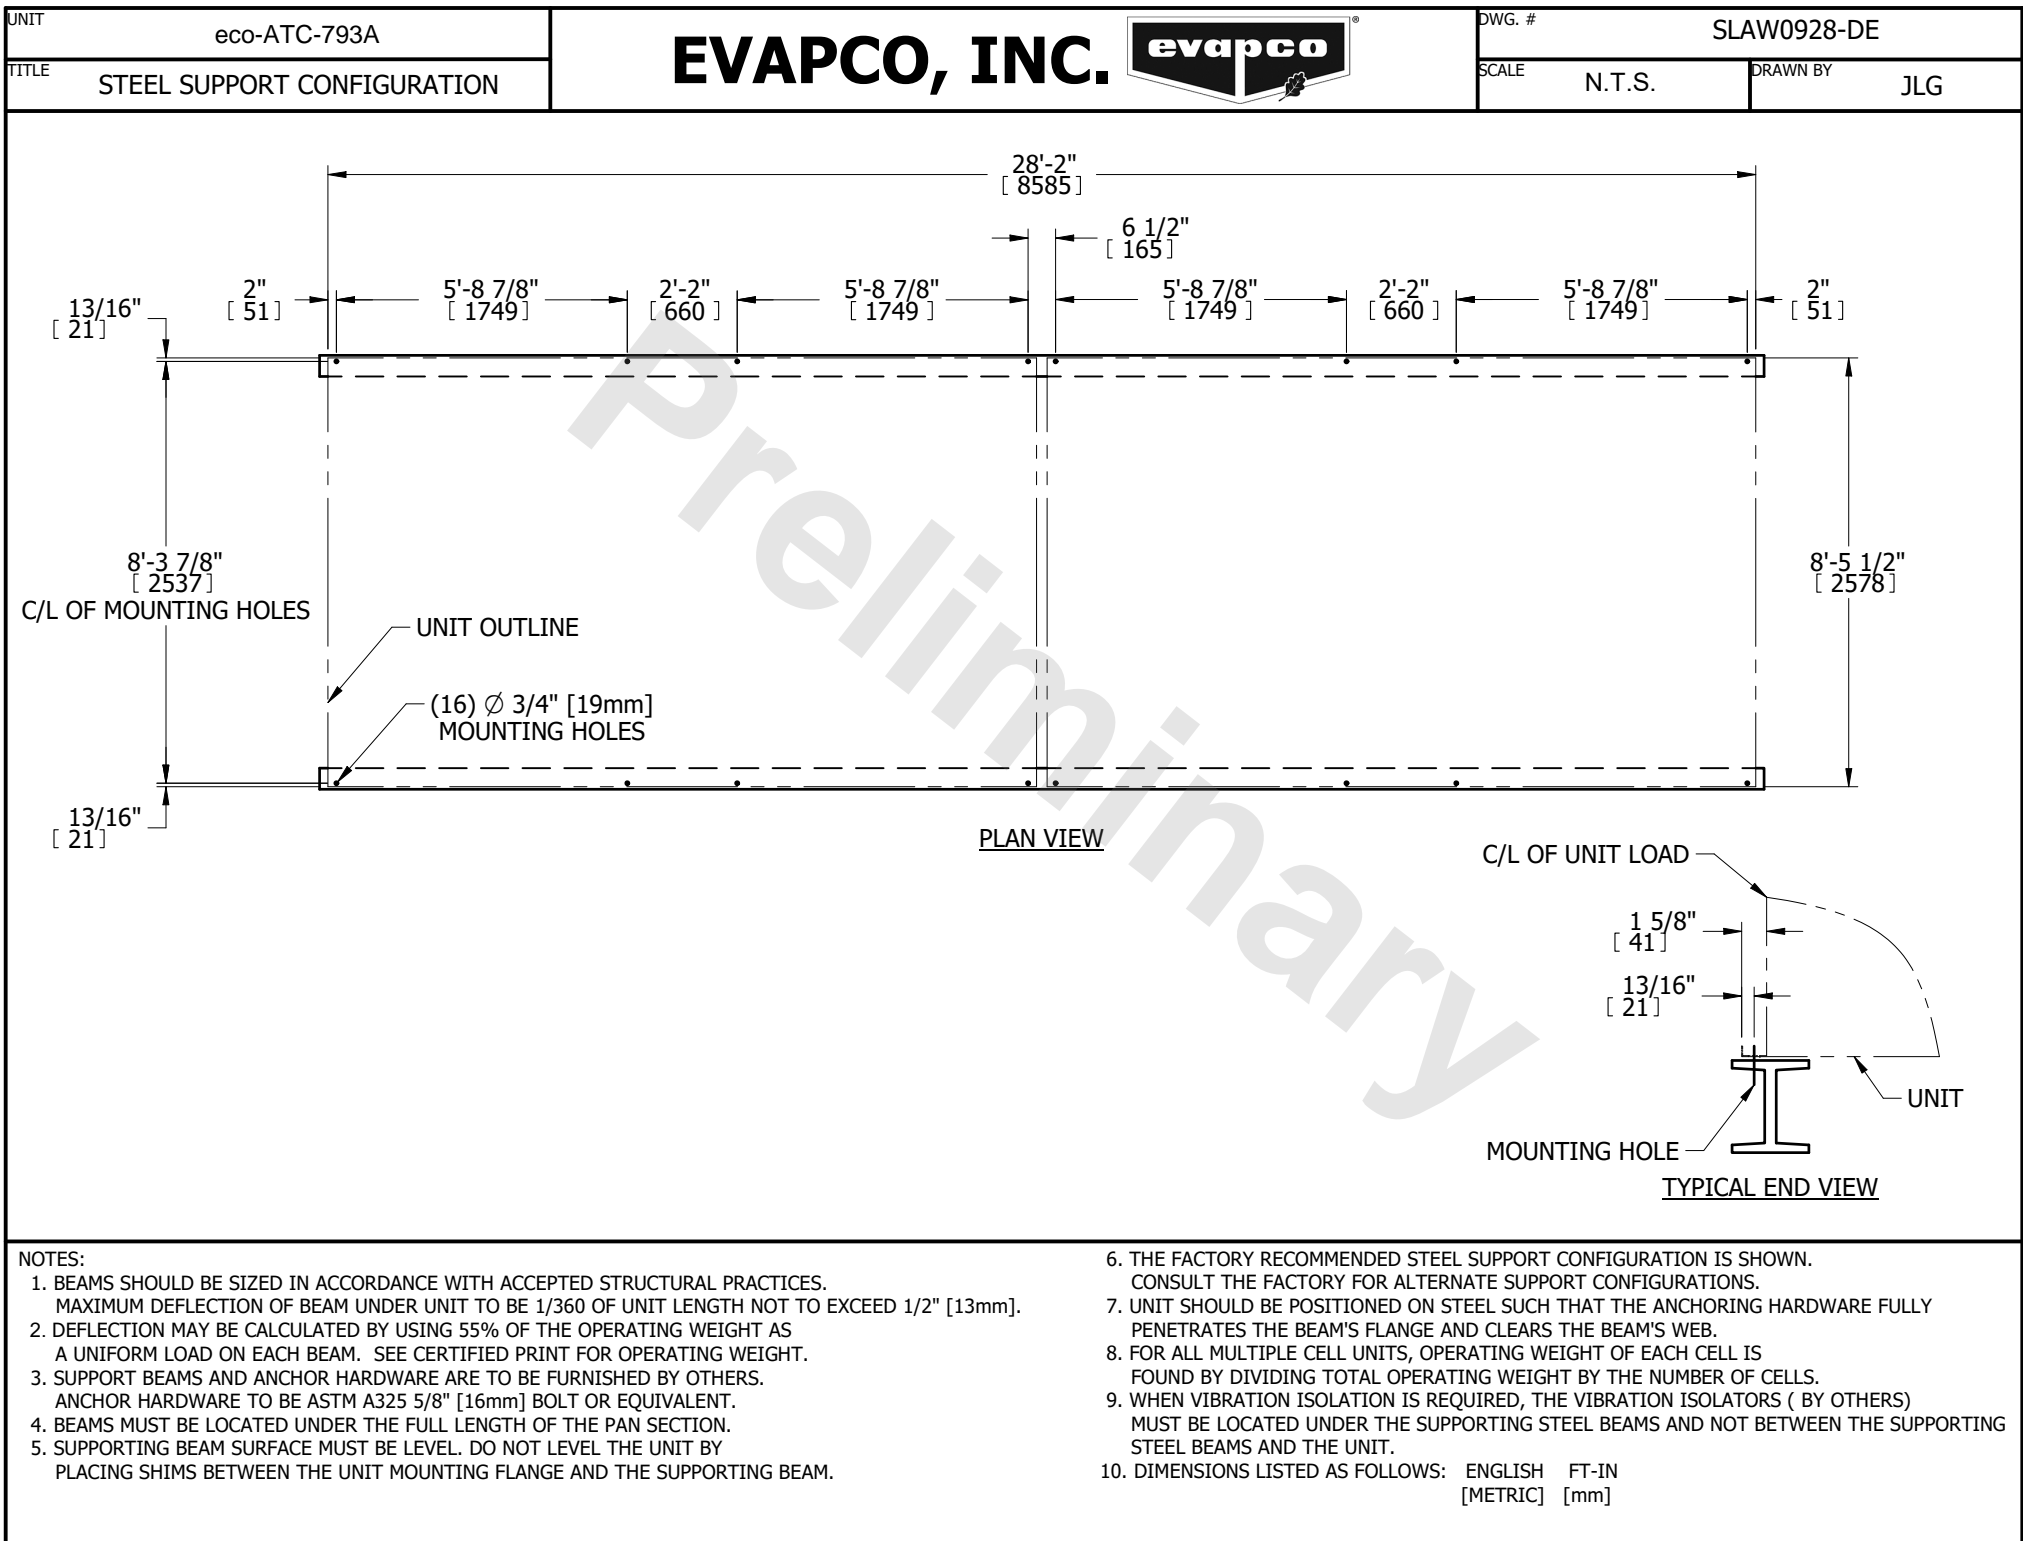 UNIT
eco-ATC-793A
TITLE
STEEL SUPPORT CONFIGURATION
EVAPCO, INC.
evapco
®
DWG. #
SLAW0928-DE
SCALE
N.T.S.
DRAWN BY
JLG
28'-2"
[ 8585]
6 1/2"
[ 165]
13/16"
[ 21]
2"
[ 51]
5'-8 7/8"
[ 1749]
2'-2"
[ 660 ]
5'-8 7/8"
[ 1749 ]
5'-8 7/8"
[ 1749 ]
2'-2"
[ 660 ]
5'-8 7/8"
[ 1749]
2"
[ 51]
8'-3 7/8"
[ 2537]
C/L OF MOUNTING HOLES
8'-5 1/2"
[ 2578]
UNIT OUTLINE
(16) ∅ 3/4" [19mm]
MOUNTING HOLES
13/16"
[ 21]
PLAN VIEW
Preliminary
C/L OF UNIT LOAD
1 5/8"
[ 41]
13/16"
[ 21]
UNIT
MOUNTING HOLE
TYPICAL END VIEW
NOTES:
1. BEAMS SHOULD BE SIZED IN ACCORDANCE WITH ACCEPTED STRUCTURAL PRACTICES.
MAXIMUM DEFLECTION OF BEAM UNDER UNIT TO BE 1/360 OF UNIT LENGTH NOT TO EXCEED 1/2" [13mm].
2. DEFLECTION MAY BE CALCULATED BY USING 55% OF THE OPERATING WEIGHT AS
A UNIFORM LOAD ON EACH BEAM. SEE CERTIFIED PRINT FOR OPERATING WEIGHT.
3. SUPPORT BEAMS AND ANCHOR HARDWARE ARE TO BE FURNISHED BY OTHERS.
ANCHOR HARDWARE TO BE ASTM A325 5/8" [16mm] BOLT OR EQUIVALENT.
4. BEAMS MUST BE LOCATED UNDER THE FULL LENGTH OF THE PAN SECTION.
5. SUPPORTING BEAM SURFACE MUST BE LEVEL. DO NOT LEVEL THE UNIT BY
PLACING SHIMS BETWEEN THE UNIT MOUNTING FLANGE AND THE SUPPORTING BEAM.
6. THE FACTORY RECOMMENDED STEEL SUPPORT CONFIGURATION IS SHOWN.
CONSULT THE FACTORY FOR ALTERNATE SUPPORT CONFIGURATIONS.
7. UNIT SHOULD BE POSITIONED ON STEEL SUCH THAT THE ANCHORING HARDWARE FULLY
PENETRATES THE BEAM'S FLANGE AND CLEARS THE BEAM'S WEB.
8. FOR ALL MULTIPLE CELL UNITS, OPERATING WEIGHT OF EACH CELL IS
FOUND BY DIVIDING TOTAL OPERATING WEIGHT BY THE NUMBER OF CELLS.
9. WHEN VIBRATION ISOLATION IS REQUIRED, THE VIBRATION ISOLATORS ( BY OTHERS)
MUST BE LOCATED UNDER THE SUPPORTING STEEL BEAMS AND NOT BETWEEN THE SUPPORTING
STEEL BEAMS AND THE UNIT.
10. DIMENSIONS LISTED AS FOLLOWS: ENGLISH FT-IN
[METRIC] [mm]